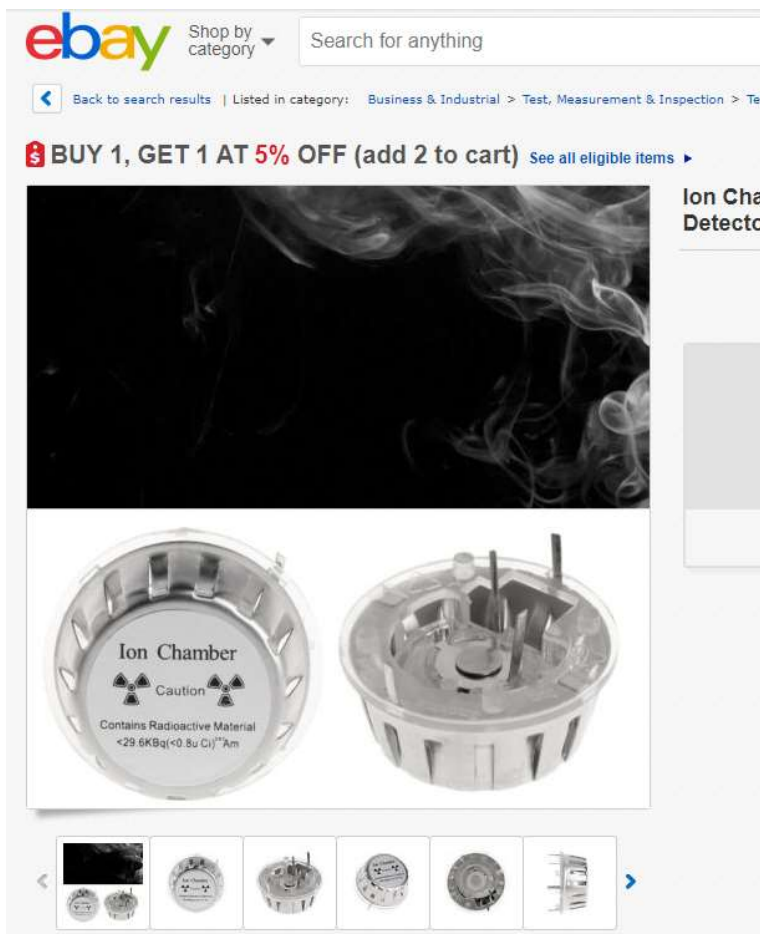 ebay
Shop by
category
Search for anything
Back to search results | Listed in category: Business & Industrial > Test, Measurement & Inspection > Te
BUY 1, GET 1 AT 5% OFF (add 2 to cart) See all eligible items
Ion Cha
Detecto
Ion Chamber
Caution
Contains Radioactive Material
<29.6KBq(<0.8u Ci)²⁴¹Am
Ion Chamber